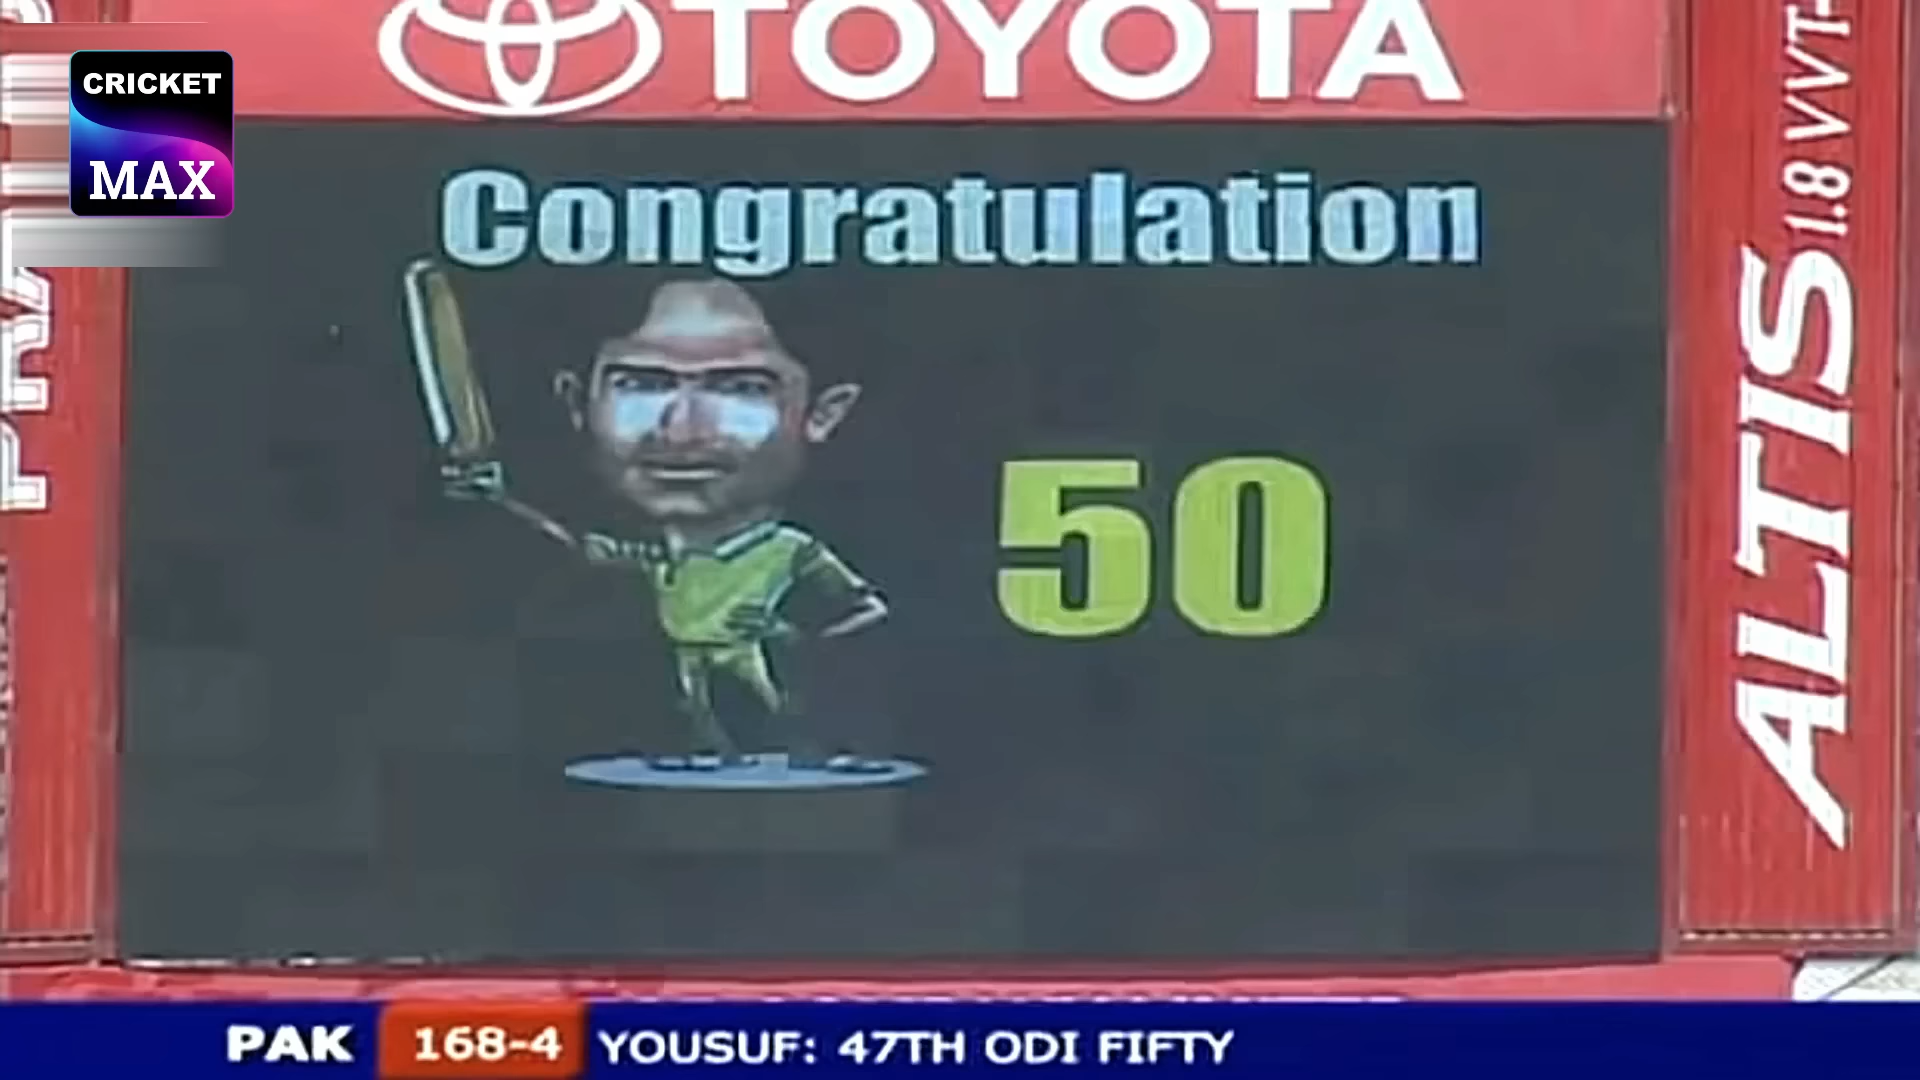 TOYOTA
CRICKET
MAX
Congratulation
50
ALTIS 1.8 VVT-
PAK 168-4 YOUSUF: 47TH ODI FIFTY